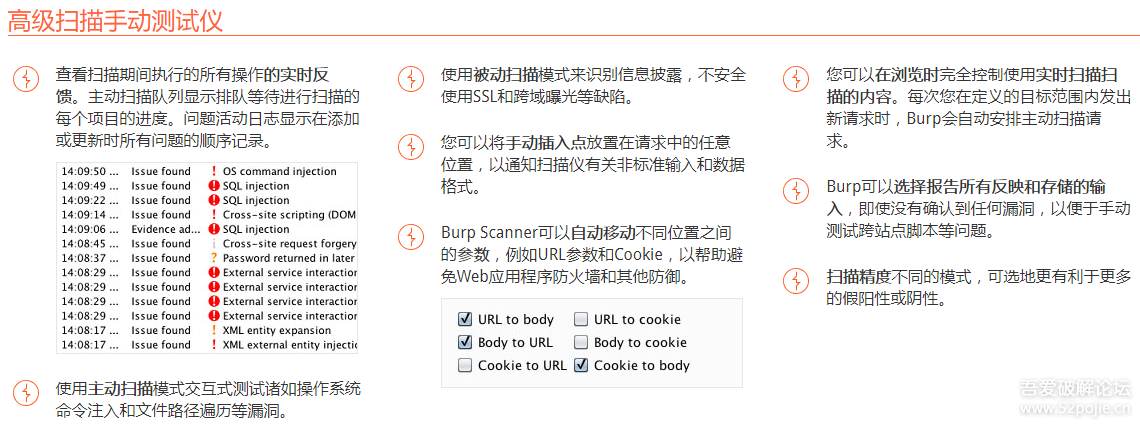 高级扫描手动测试仪
查看扫描期间执行的所有操作的实时反
馈。主动扫描队列显示排队等待进行扫描的
每个项目的进度。问题活动日志显示在添加
或更新时所有问题的顺序记录。
14:09:50 ... Issue found ! OS command injection
14:09:49 ... Issue found ! SQL injection
14:09:22 ... Issue found ! SQL injection
14:09:14 ... Issue found ! Cross-site scripting (DOM
14:09:06 ... Evidence ad... ! SQL injection
14:08:45 ... Issue found i Cross-site request forgery
14:08:37 ... Issue found ? Password returned in later
14:08:29 ... Issue found ! External service interaction
14:08:29 ... Issue found ! External service interaction
14:08:29 ... Issue found ! External service interaction
14:08:29 ... Issue found ! External service interaction
14:08:17 ... Issue found ! XML entity expansion
14:08:17 ... Issue found ! XML external entity injectic
使用主动扫描模式交互式测试诸如操作系统
命令注入和文件路径遍历等漏洞。
使用被动扫描模式来识别信息披露，不安全
使用SSL和跨域曝光等缺陷。
您可以将手动插入点放置在请求中的任意
位置，以通知扫描仪有关非标准输入和数据
格式。
Burp Scanner可以自动移动不同位置之间
的参数，例如URL参数和Cookie，以帮助避
免Web应用程序防火墙和其他防御。
URL to body URL to cookie
Body to URL Body to cookie
Cookie to URL Cookie to body
您可以在浏览时完全控制使用实时扫描扫
描的内容。每次您在定义的目标范围内发出
新请求时，Burp会自动安排主动扫描请
求。
Burp可以选择报告所有反映和存储的输
入，即使没有确认到任何漏洞，以便于手动
测试跨站点脚本等问题。
扫描精度不同的模式，可选地更有利于更多
的假阳性或阴性。
吾爱破解论坛
www.52pojie.cn